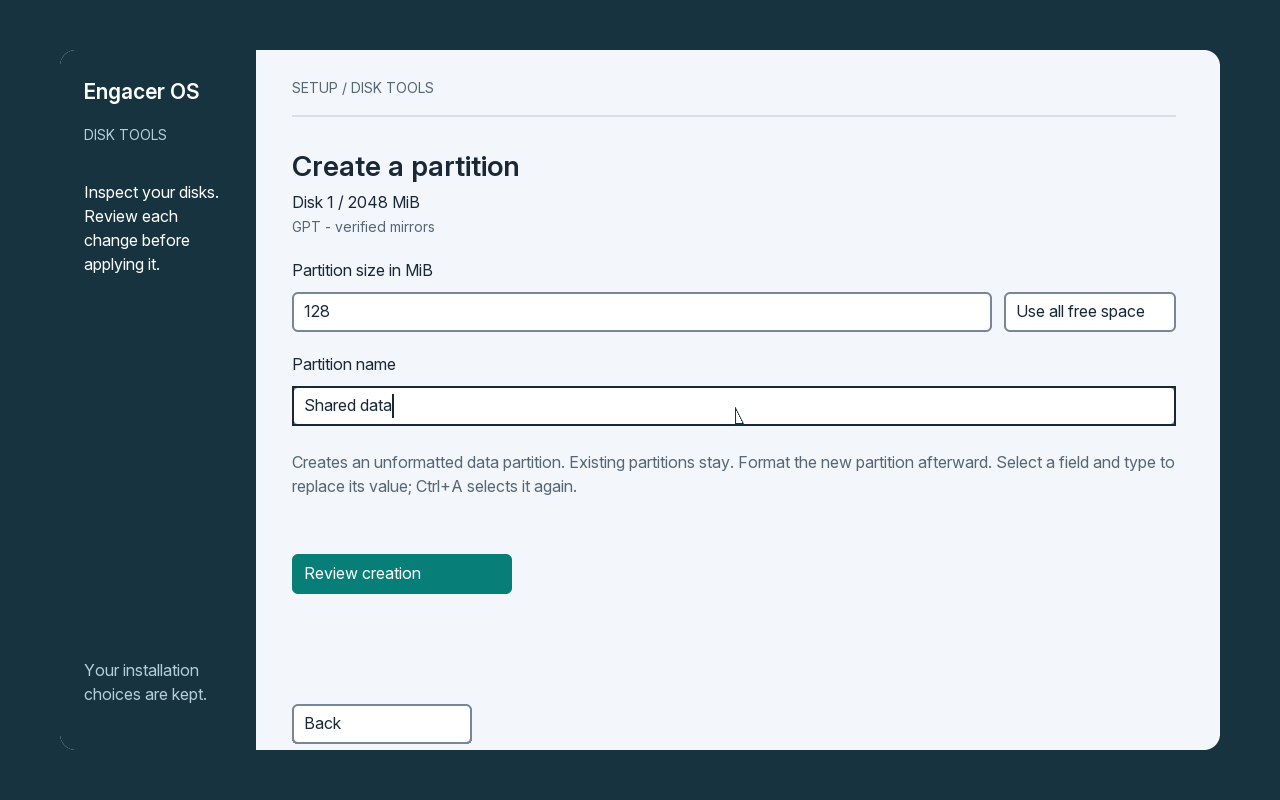 Engacer OS
DISK TOOLS
Inspect your disks.
Review each
change before
applying it.
Your installation
choices are kept.
SETUP / DISK TOOLS
Create a partition
Disk 1 / 2048 MiB
GPT - verified mirrors
Partition size in MiB
128
Use all free space
Partition name
Shared data
Creates an unformatted data partition. Existing partitions stay. Format the new partition afterward. Select a field and type to
replace its value; Ctrl+A selects it again.
Review creation
Back